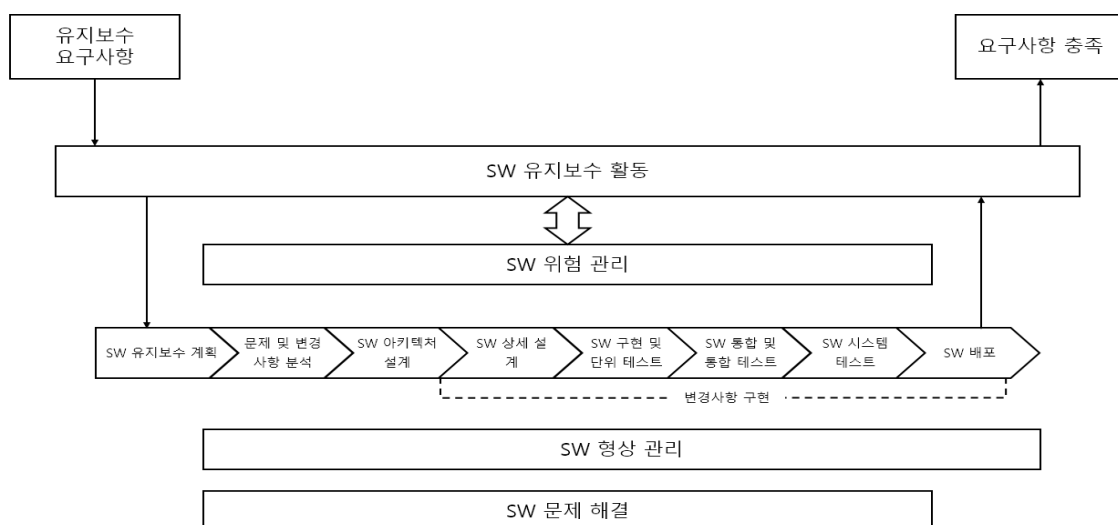 유지보수
요구사항
요구사항 충족
SW 유지보수 활동
SW 위험 관리
SW 유지보수 계획
문제 및 변경
사항 분석
SW 아키텍처
설계
SW 상세 설
계
SW 구현 및
단위 테스트
SW 통합 및
통합 테스트
SW 시스템
테스트
SW 배포
변경사항 구현
SW 형상 관리
SW 문제 해결